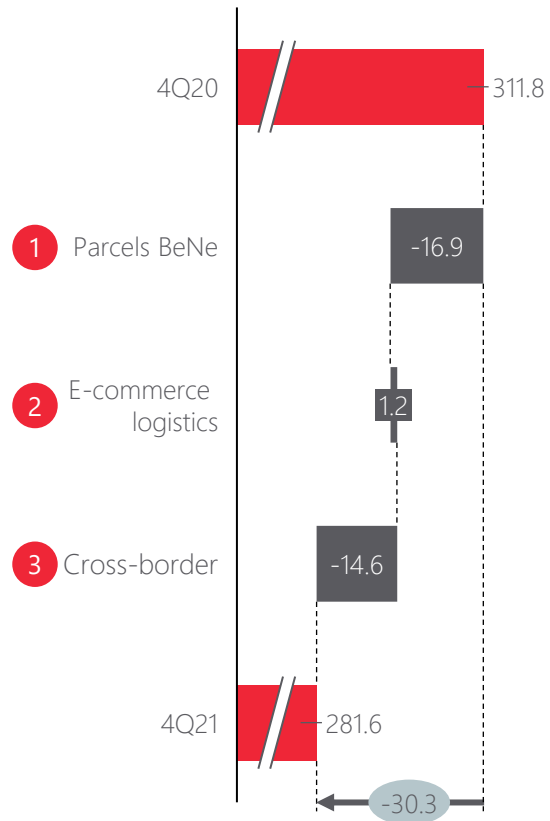 4Q20
311.8
1 Parcels BeNe
-16.9
2 E-commerce
logistics
1.2
3 Cross-border
-14.6
4Q21
281.6
-30.3